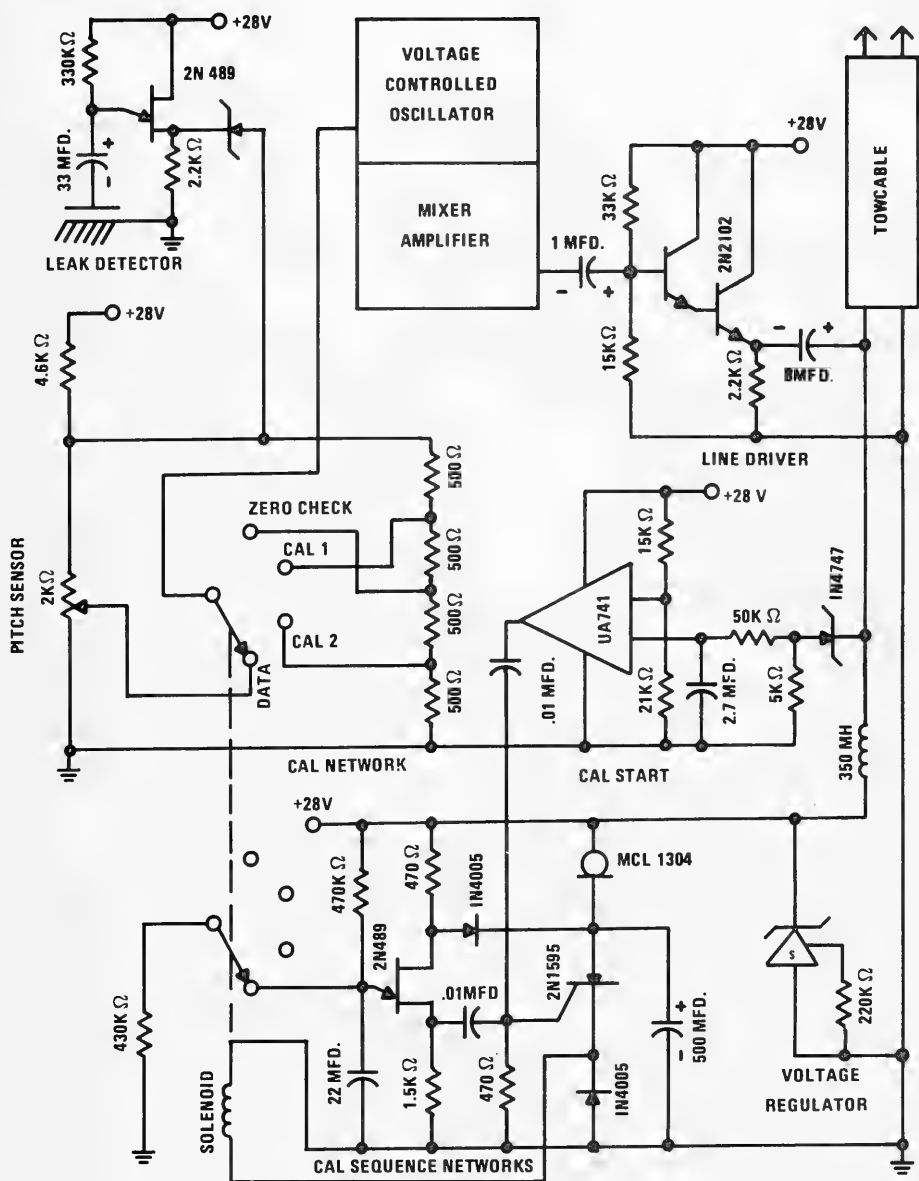 +28V
330KΩ
2N 489
33 MFD.
+
-
2.2KΩ
LEAK DETECTOR
VOLTAGE
CONTROLLED
OSCILLATOR
MIXER
AMPLIFIER
1 MFD.
-
+
33KΩ
15KΩ
+28V
2N2102
-
+
8MFD.
2.2KΩ
LINE DRIVER
TOWCABLE
+28V
4.6KΩ
PITCH SENSOR
2KΩ
ZERO CHECK
CAL 1
CAL 2
DATA
500Ω
500Ω
500Ω
500Ω
CAL NETWORK
+28 V
15KΩ
UA741
.01 MFD.
21KΩ
50KΩ
2.7 MFD.
5KΩ
IN4747
CAL START
350 MH
+28V
470KΩ
470Ω
IN4005
MCL 1304
2N489
.01MFD
2N1595
430KΩ
22 MFD.
1.5KΩ
470Ω
IN4005
+
-
500 MFD.
S
220KΩ
VOLTAGE
REGULATOR
SOLENOID
CAL SEQUENCE NETWORKS